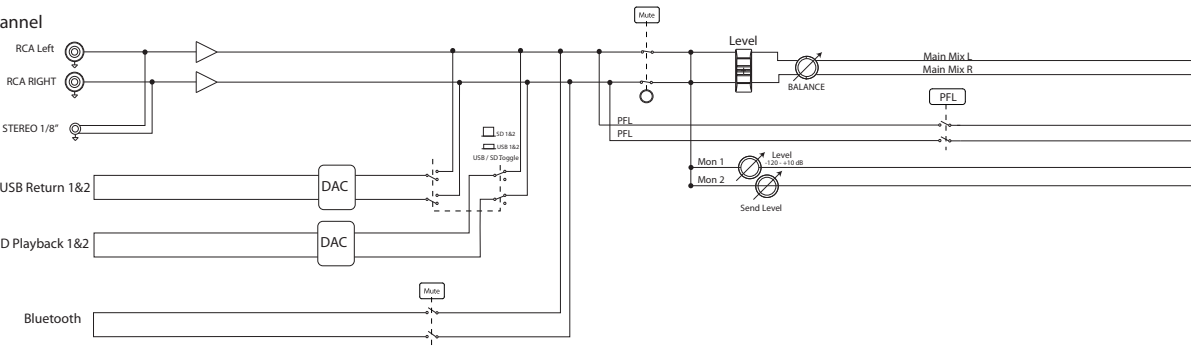 annel
Mute
RCA Left
Level
Main Mix L
RCA RIGHT
Main Mix R
BALANCE
PFL
STEREO 1/8"
PFL
SD 1&2
PFL
USB 1&2
USB / SD Toggle
Mon 1
Level
-120 - +10 dB
USB Return 1&2
DAC
Mon 2
Send Level
D Playback 1&2
DAC
Mute
Bluetooth